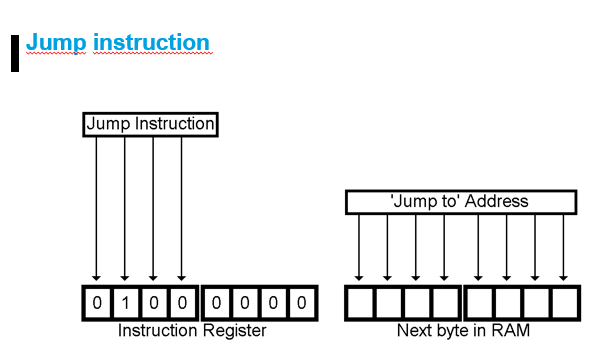 Jump instruction
Jump Instruction
'Jump to' Address
0 1 0 0 0 0 0 0
Instruction Register
Next byte in RAM